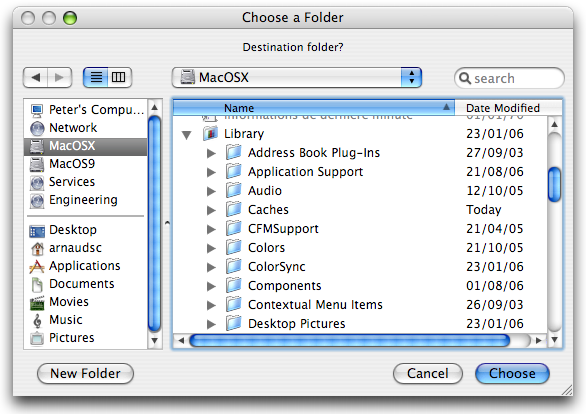 Choose a Folder
Destination folder?
MacOSX
search
Peter's Compu...
Network
MacOSX
MacOS9
Services
Engineering
Desktop
arnaudsc
Applications
Documents
Movies
Music
Pictures
Name Date Modified
Informations de dernière minute 01/01/70
Library 23/01/06
Address Book Plug-Ins 27/09/03
Application Support 21/08/06
Audio 12/10/05
Caches Today
CFMSupport 21/04/05
Colors 21/10/05
ColorSync 23/01/06
Components 01/08/06
Contextual Menu Items 26/09/03
Desktop Pictures 23/01/06
New Folder Cancel Choose